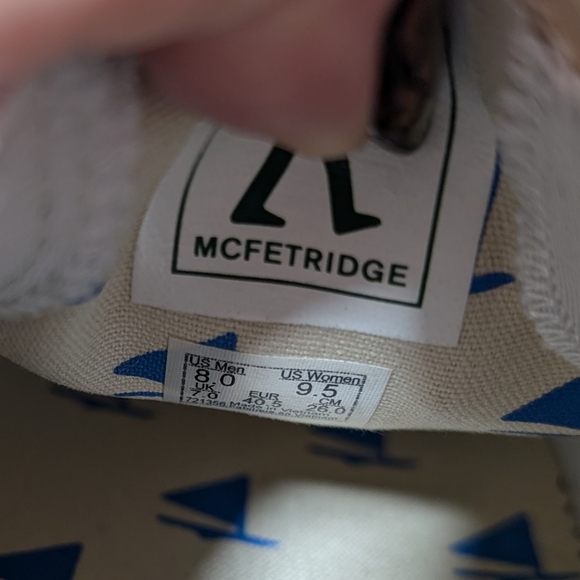 MCFETRIDGE
US Men US Women
8.0 9.5
UK EUR CM
7.0 40.5 26.0
721356 Made in Vietnam